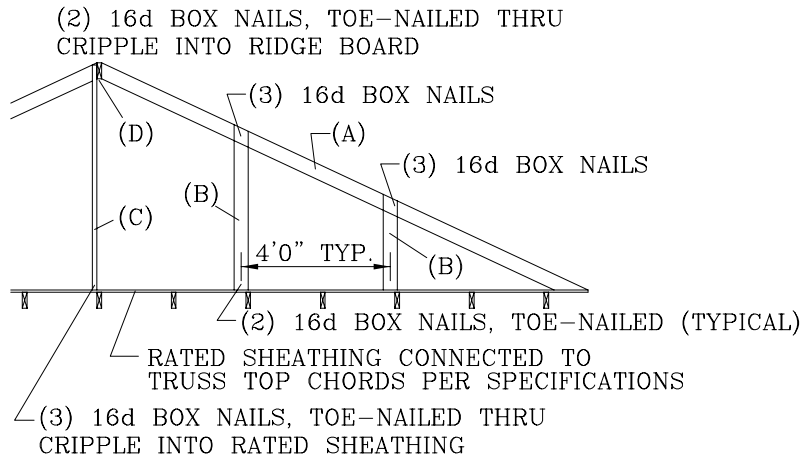 (2) 16d BOX NAILS, TOE-NAILED THRU
CRIPPLE INTO RIDGE BOARD
(3) 16d BOX NAILS
(D)
(A)
(3) 16d BOX NAILS
(B)
(C)
4'0" TYP.
(B)
(2) 16d BOX NAILS, TOE-NAILED (TYPICAL)
RATED SHEATHING CONNECTED TO
TRUSS TOP CHORDS PER SPECIFICATIONS
(3) 16d BOX NAILS, TOE-NAILED THRU
CRIPPLE INTO RATED SHEATHING